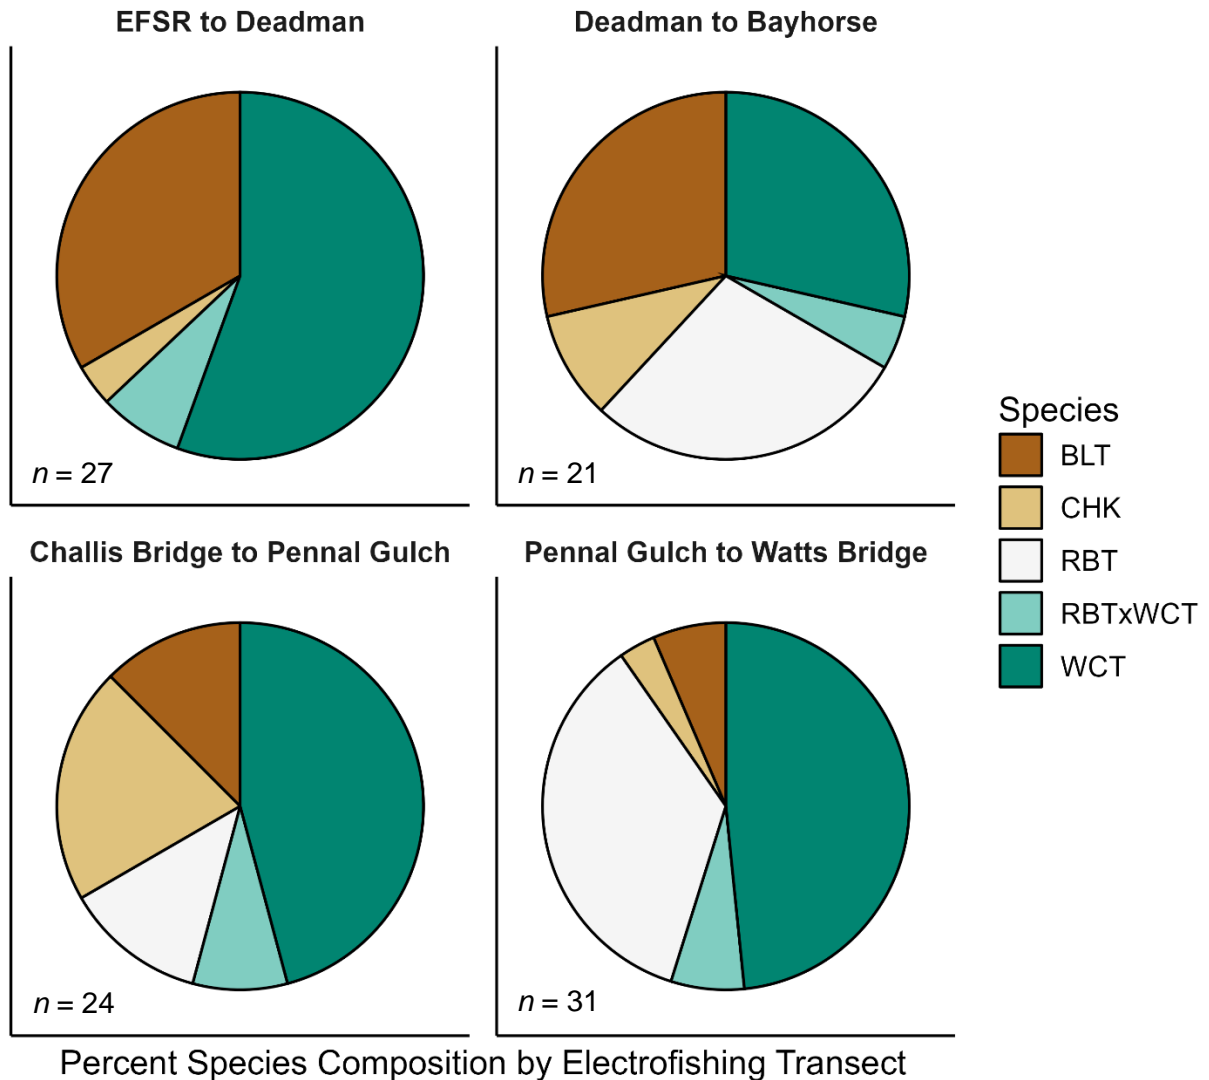 EFSR to Deadman
Deadman to Bayhorse
n = 27
n = 21
Challis Bridge to Pennal Gulch
Pennal Gulch to Watts Bridge
n = 24
n = 31
Species
BLT
CHK
RBT
RBTxWCT
WCT
Percent Species Composition by Electrofishing Transect